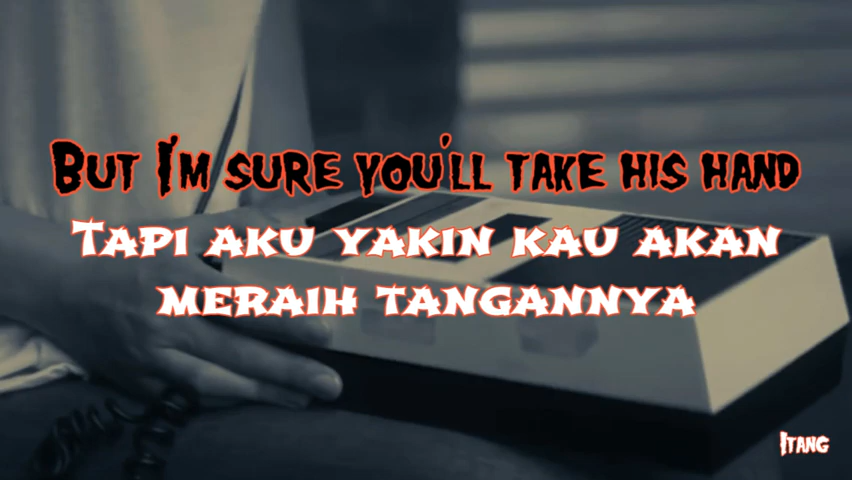 But I'm sure you'll take his hand
Tapi aku yakin kau akan
meraih tangannya
Itang